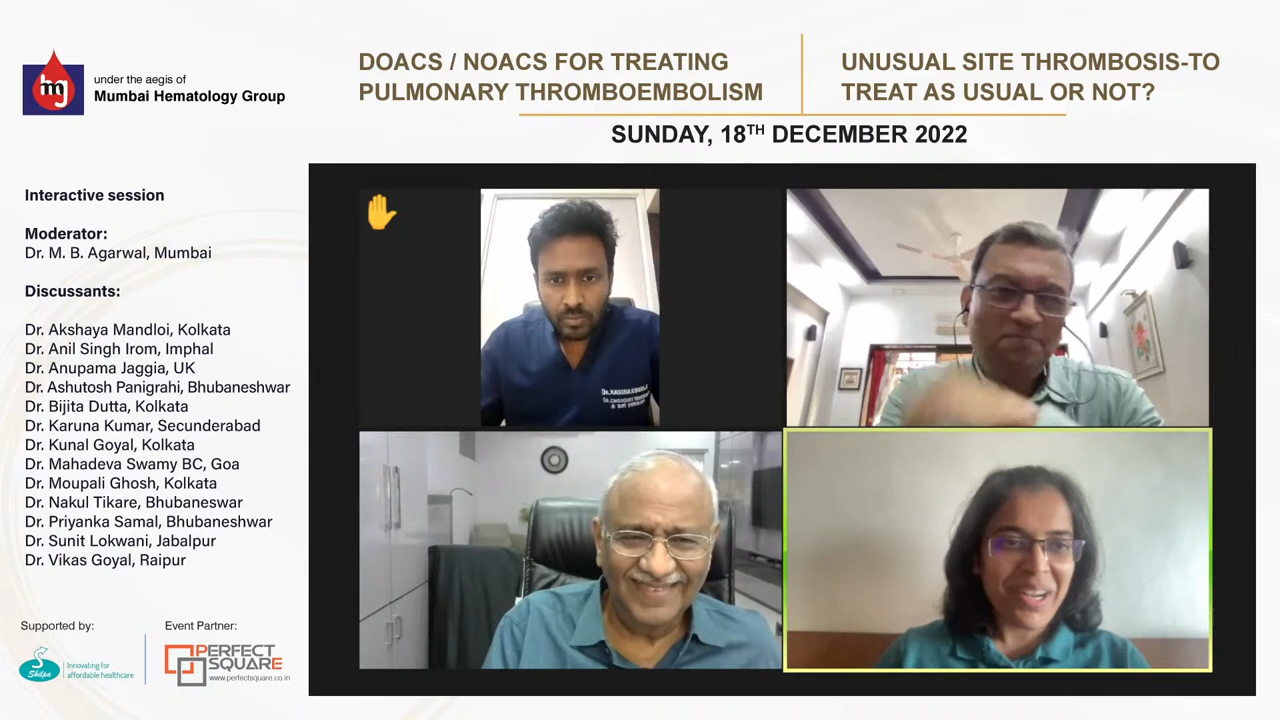 DOACS / NOACS FOR TREATING
PULMONARY THROMBOEMBOLISM
UNUSUAL SITE THROMBOSIS-TO
TREAT AS USUAL OR NOT?
SUNDAY, 18TH DECEMBER 2022
mg
under the aegis of
Mumbai Hematology Group
Interactive session
Moderator:
Dr. M. B. Agarwal, Mumbai
Discussants:
Dr. Akshaya Mandloi, Kolkata
Dr. Anil Singh Irom, Imphal
Dr. Anupama Jaggia, UK
Dr. Ashutosh Panigrahi, Bhubaneshwar
Dr. Bijita Dutta, Kolkata
Dr. Karuna Kumar, Secunderabad
Dr. Kunal Goyal, Kolkata
Dr. Mahadeva Swamy BC, Goa
Dr. Moupali Ghosh, Kolkata
Dr. Nakul Tikare, Bhubaneswar
Dr. Priyanka Samal, Bhubaneshwar
Dr. Sunit Lokwani, Jabalpur
Dr. Vikas Goyal, Raipur
Supported by:
Shilpa
Innovating for
affordable healthcare
Event Partner:
PERFECT
SQUARE
www.perfectsquare.co.in